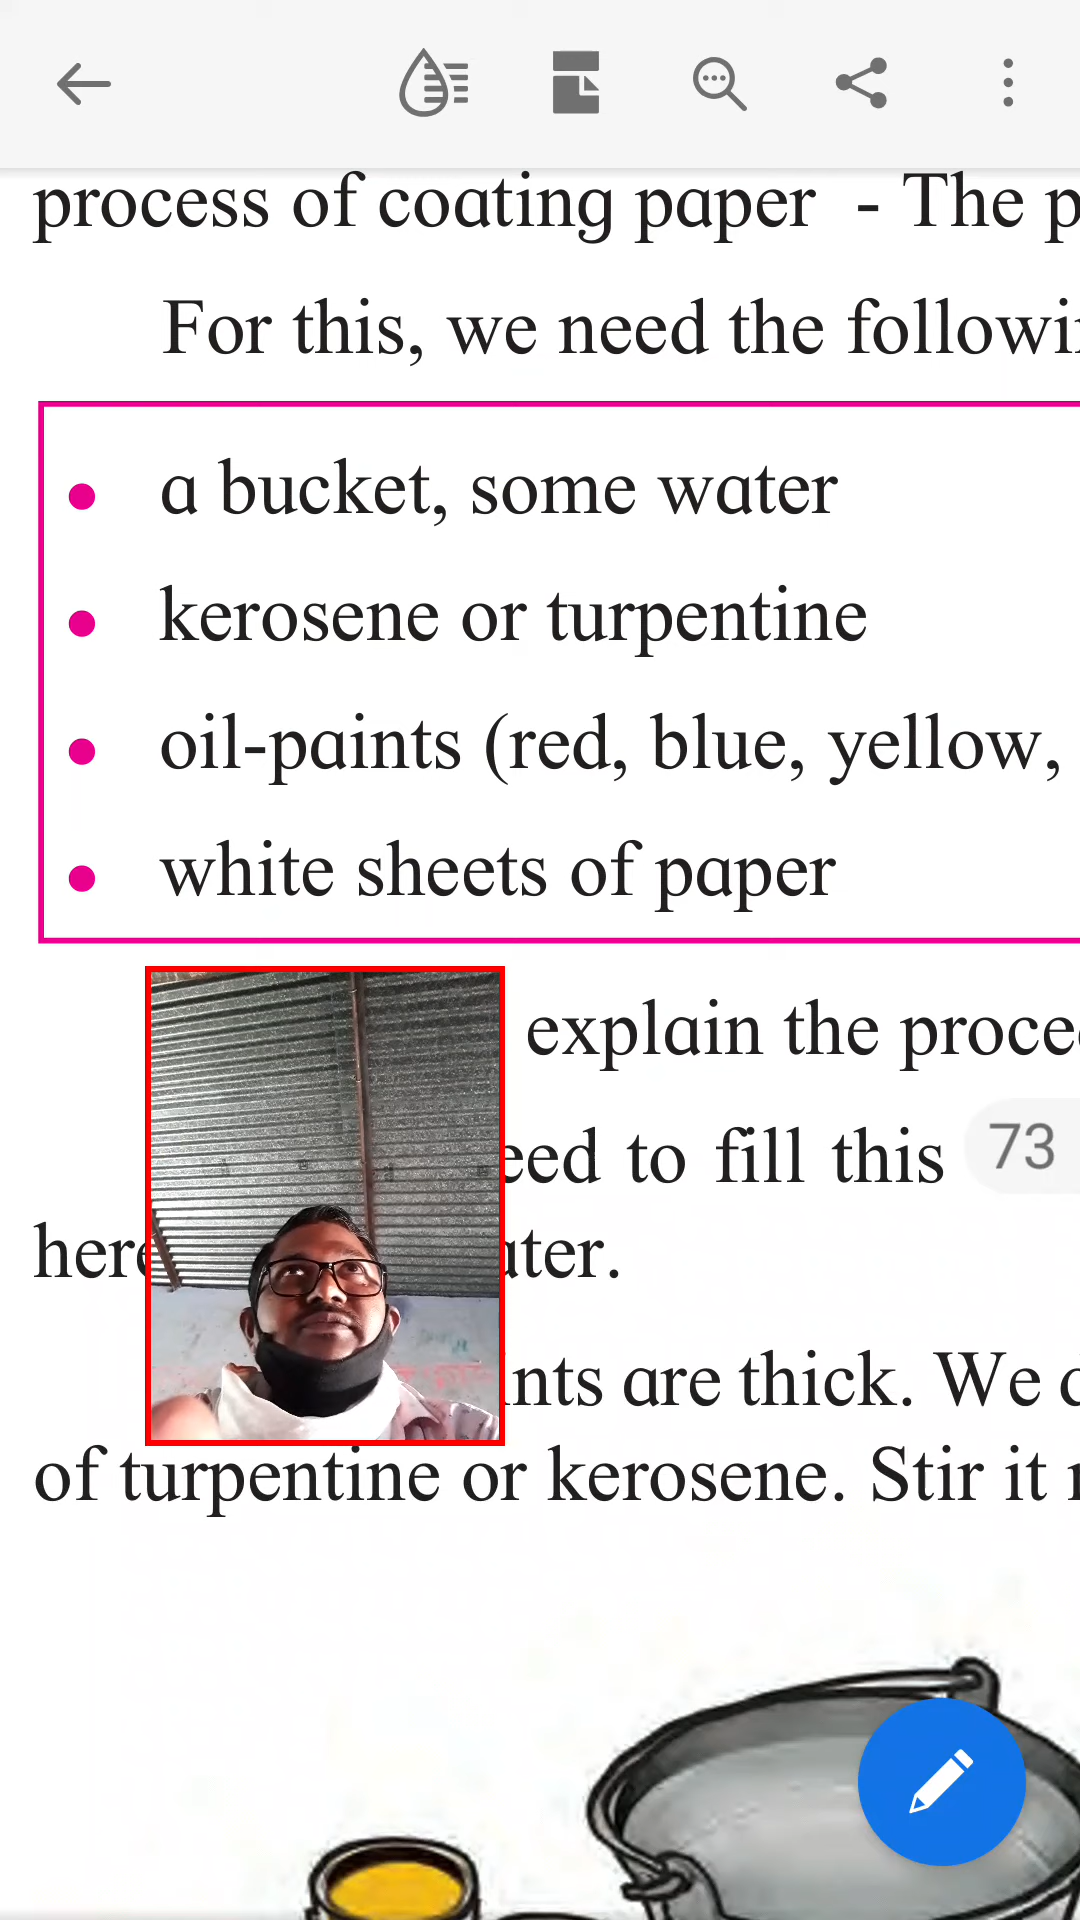 process of coating paper - The p
For this, we need the followi
• a bucket, some water
• kerosene or turpentine
• oil-paints (red, blue, yellow,
• white sheets of paper
explain the proce
eed to fill this 73
here ater.
ints are thick. We
of turpentine or kerosene. Stir it